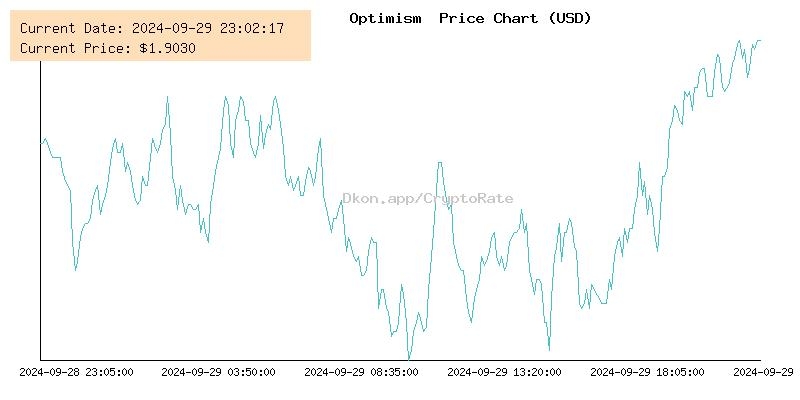 Optimism  Price Chart (USD)
Current Date: 2024-09-29 23:02:17
Current Price: $1.9030
Dkon.app/CryptoRate
2024-09-28 23:05:00 2024-09-29 03:50:00 2024-09-29 08:35:00 2024-09-29 13:20:00 2024-09-29 18:05:00 2024-09-29